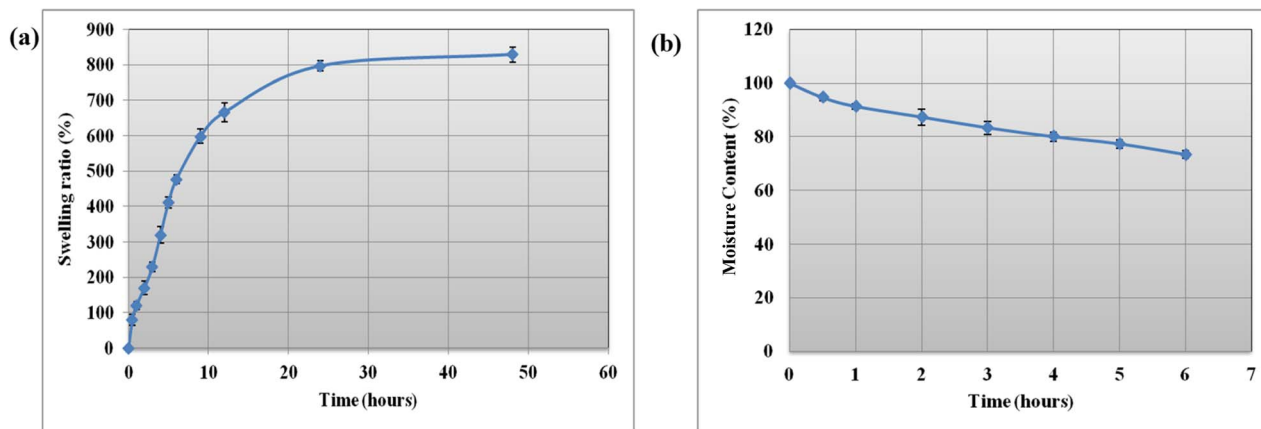 (a)
Swelling ratio (%)
900
800
700
600
500
400
300
200
100
0
0 10 20 30 40 50 60
Time (hours)
(b)
Moisture Content (%)
120
100
80
60
40
20
0
0 1 2 3 4 5 6 7
Time (hours)